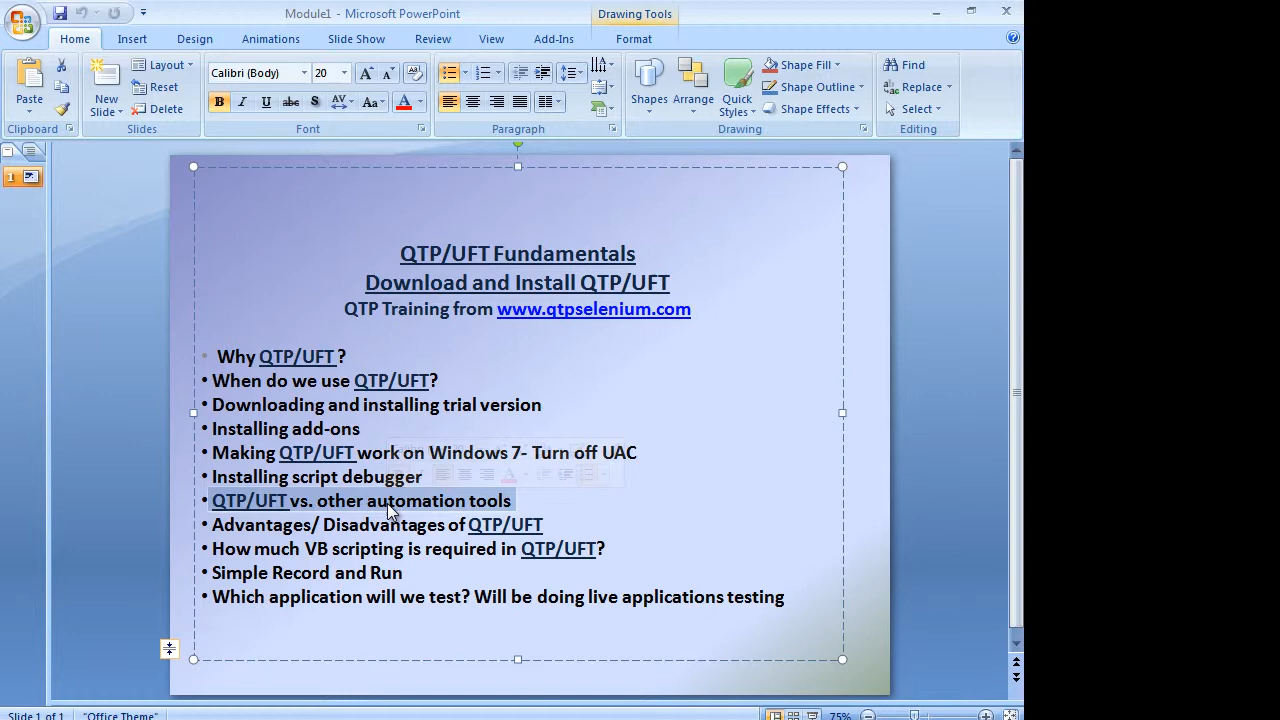 Module1 - Microsoft PowerPoint
Drawing Tools
Home Insert Design Animations Slide Show Review View Add-Ins Format
Paste
Clipboard
New
Slide
Layout
Reset
Delete
Slides
Calibri (Body) 20
B I U abc S AV Aa A
Font
Paragraph
Shapes
Arrange
Quick
Styles
Shape Fill
Shape Outline
Shape Effects
Drawing
Find
Replace
Select
Editing
1
QTP/UFT Fundamentals
Download and Install QTP/UFT
QTP Training from www.qtpselenium.com
• Why QTP/UFT ?
• When do we use QTP/UFT?
• Downloading and installing trial version
• Installing add-ons
• Making QTP/UFT work on Windows 7- Turn off UAC
• Installing script debugger
• QTP/UFT vs. other automation tools
• Advantages/ Disadvantages of QTP/UFT
• How much VB scripting is required in QTP/UFT?
• Simple Record and Run
• Which application will we test? Will be doing live applications testing
Slide 1 of 1 "Office Theme" 75%